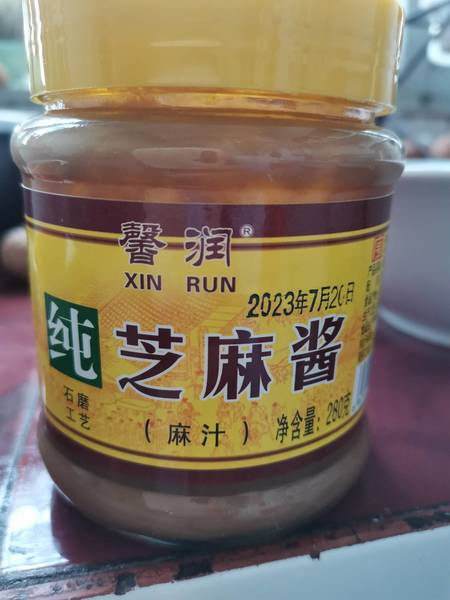 馨润®
XIN RUN
2023年7月20日
纯 芝麻酱
石磨
工艺
（麻汁）
净含量：280克